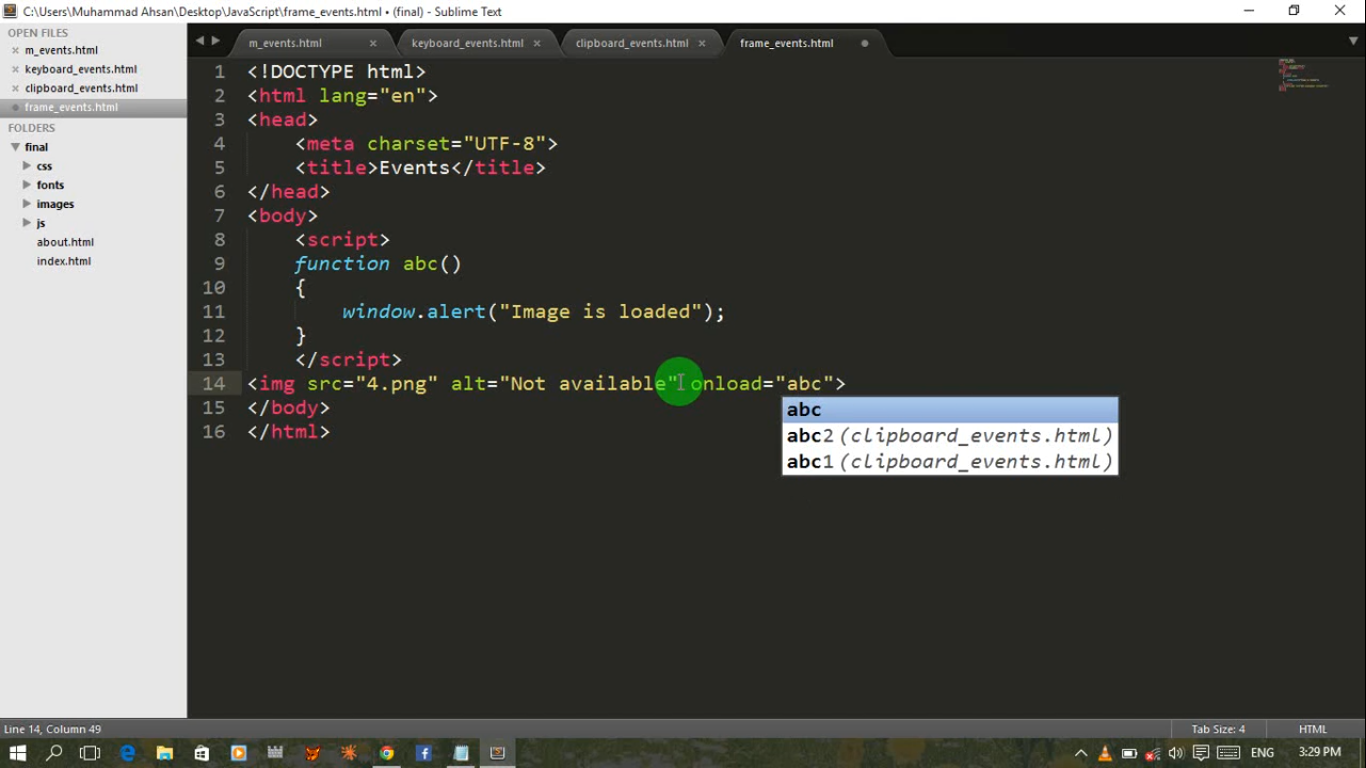 C:\Users\Muhammad Ahsan\Desktop\JavaScript\frame_events.html • (final) - Sublime Text
OPEN FILES
m_events.html
keyboard_events.html
clipboard_events.html
frame_events.html
FOLDERS
final
css
fonts
images
js
about.html
index.html
m_events.html keyboard_events.html clipboard_events.html frame_events.html
1 <!DOCTYPE html>
2 <html lang="en">
3 <head>
4 <meta charset="UTF-8">
5 <title>Events</title>
6 </head>
7 <body>
8 <script>
9 function abc()
10 {
11 window.alert("Image is loaded");
12 }
13 </script>
14 <img src="4.png" alt="Not available" onload="abc">
15 </body>
16 </html>
abc
abc2 (clipboard_events.html)
abc1 (clipboard_events.html)
Line 14, Column 49
Tab Size: 4
HTML
ENG
3:29 PM